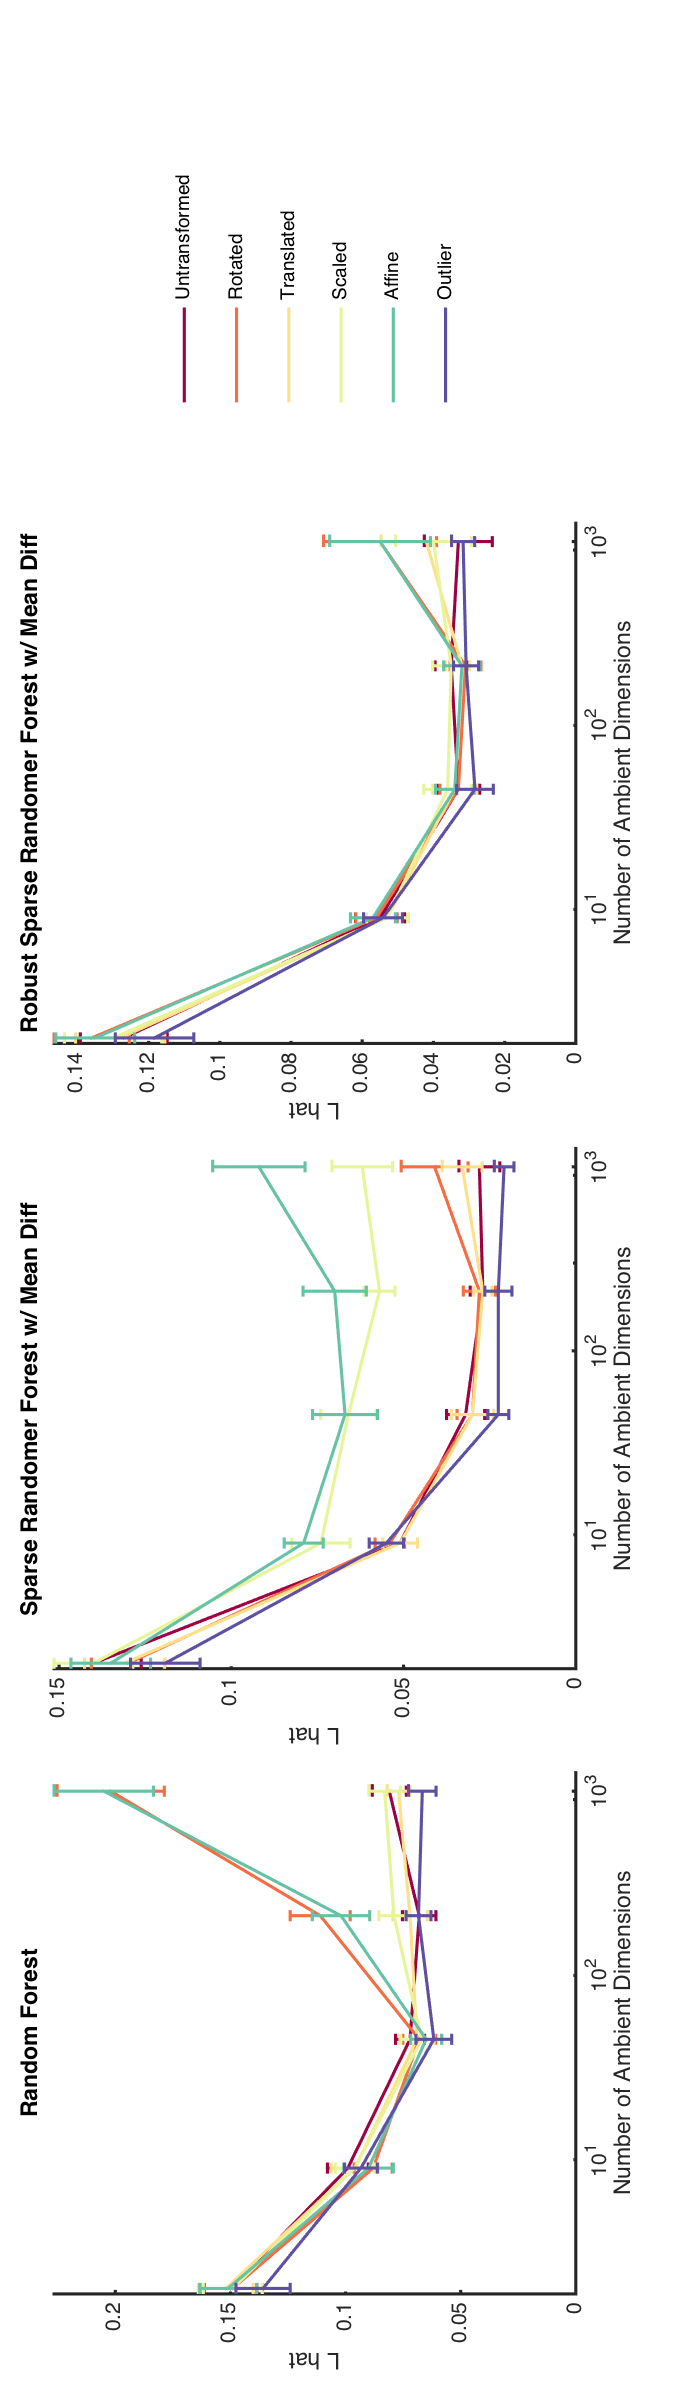 Random Forest
0.2
0.15
0.1
0.05
0
L hat
10^1
10^2
10^3
Number of Ambient Dimensions
Sparse Randomer Forest w/ Mean Diff
0.15
0.1
0.05
0
L hat
10^1
10^2
10^3
Number of Ambient Dimensions
Robust Sparse Randomer Forest w/ Mean Diff
0.14
0.12
0.1
0.08
0.06
0.04
0.02
0
L hat
10^1
10^2
10^3
Number of Ambient Dimensions
Untransformed
Rotated
Translated
Scaled
Affine
Outlier